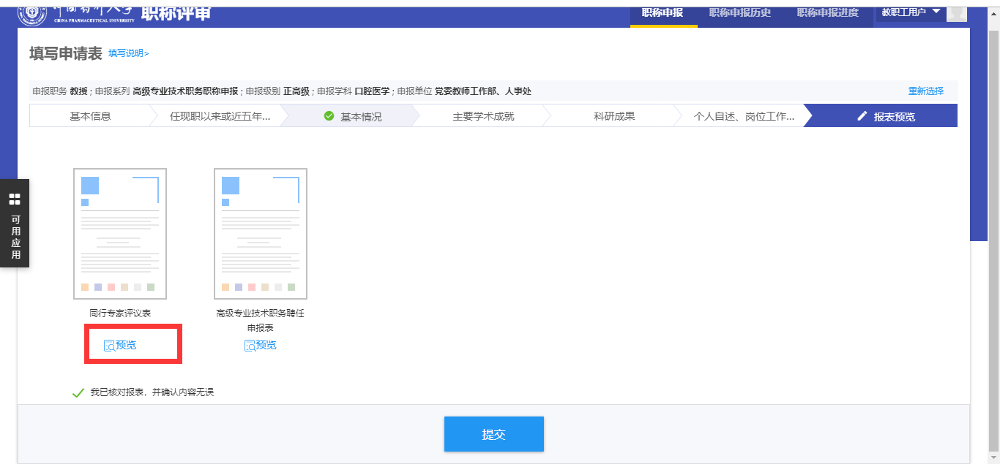 CHINA PHARMACEUTICAL UNIVERSITY
职称评审
职称申报 职称申报历史 职称申报进度 教职工用户
填写申请表 填写说明>
申报职务 教授 ; 申报系列 高级专业技术职务职称申报 ; 申报级别 正高级 ; 申报学科 口腔医学 ; 申报单位 党委教师工作部、人事处 重新选择
基本信息 任现职以来或近五年... 基本情况 主要学术成就 科研成果 个人自述、岗位工作... 报表预览
可用应用
同行专家评议表
预览
高级专业技术职务聘任
申报表
预览
我已核对报表，并确认内容无误
提交